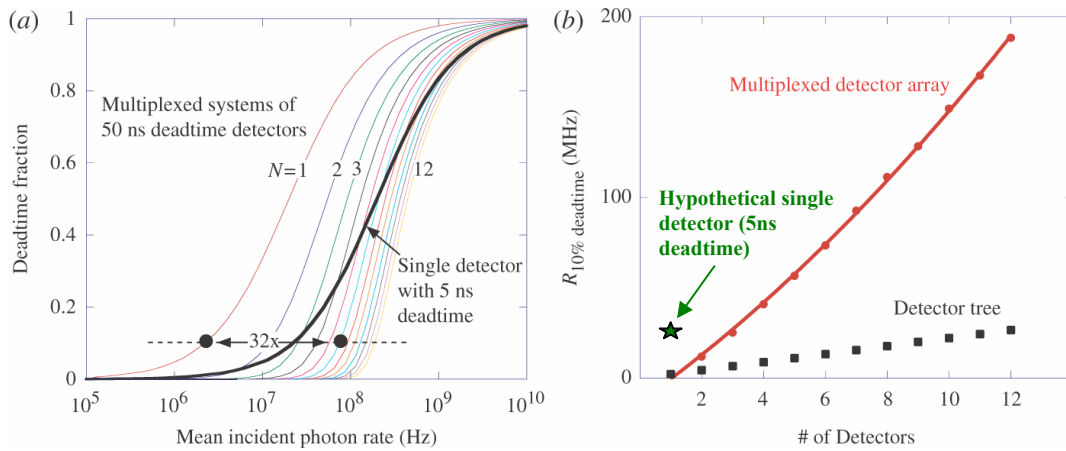 (a)
1
0.8
0.6
0.4
0.2
0
Deadtime fraction
Multiplexed systems of
50 ns deadtime detectors
N=1
2
3
12
Single detector
with 5 ns
deadtime
32x
10^5
10^6
10^7
10^8
10^9
10^10
Mean incident photon rate (Hz)
(b)
200
100
0
R10% deadtime (MHz)
Multiplexed detector array
Hypothetical single
detector (5ns
deadtime)
Detector tree
2
4
6
8
10
12
# of Detectors